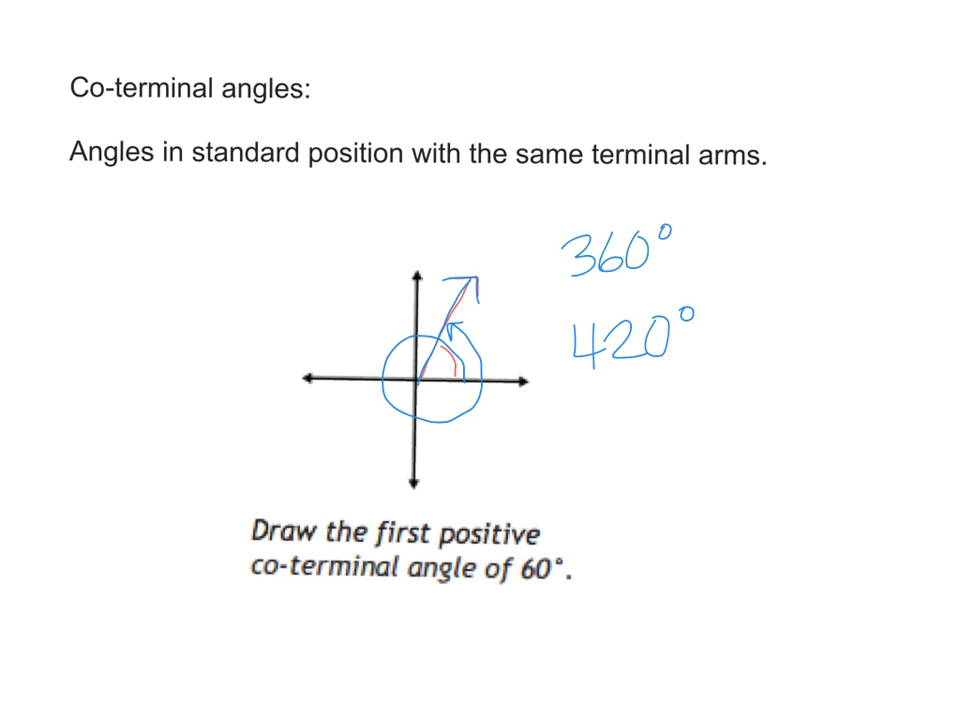 Co-terminal angles:
Angles in standard position with the same terminal arms.
360°
420°
Draw the first positive
co-terminal angle of 60°.